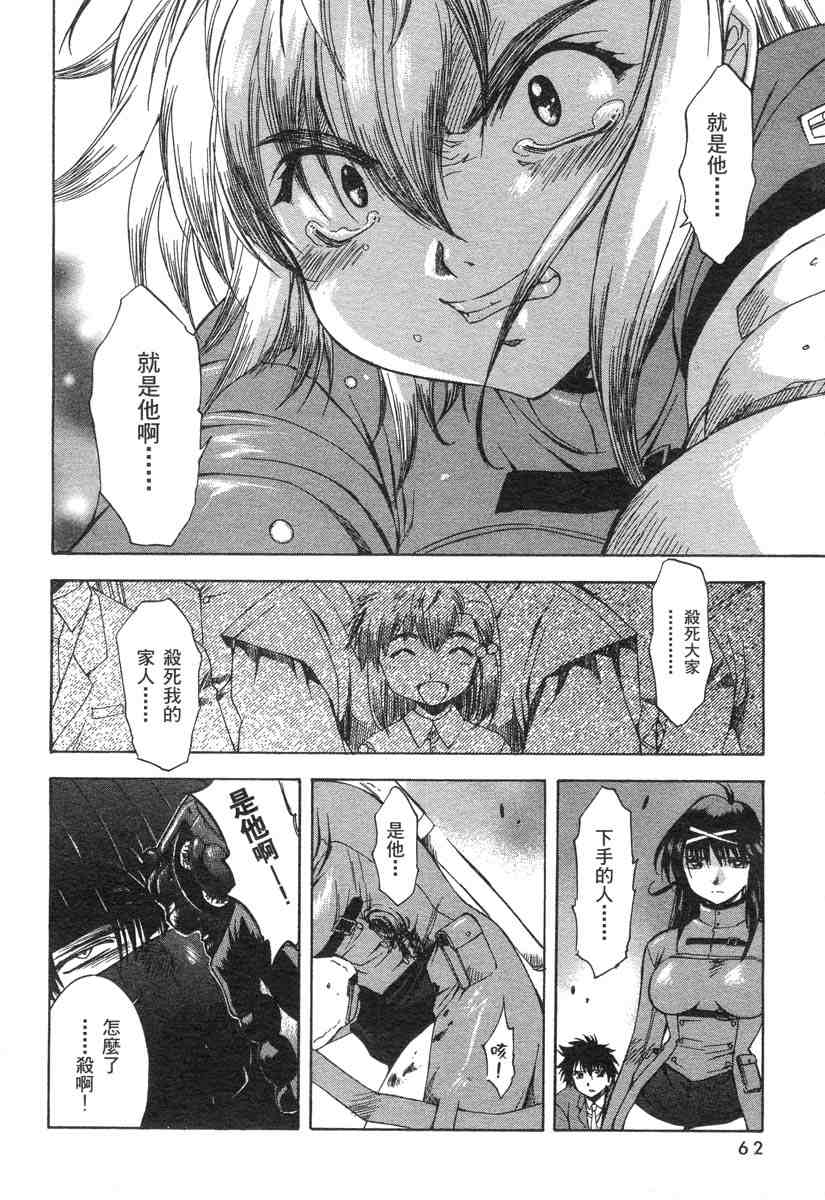 就是他……
就是他啊……
殺死大家
…………
殺死我的
家人……
下手的人……
是他…
咳！
是他啊－！
怎麼了
……殺啊！
62